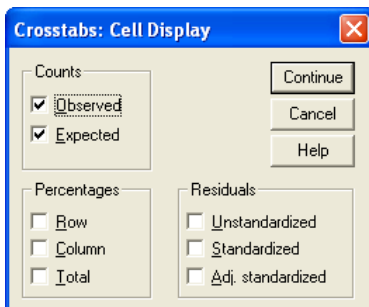 Crosstabs: Cell Display
Counts
Observed
Expected
Continue
Cancel
Help
Percentages
Row
Column
Total
Residuals
Unstandardized
Standardized
Adj. standardized